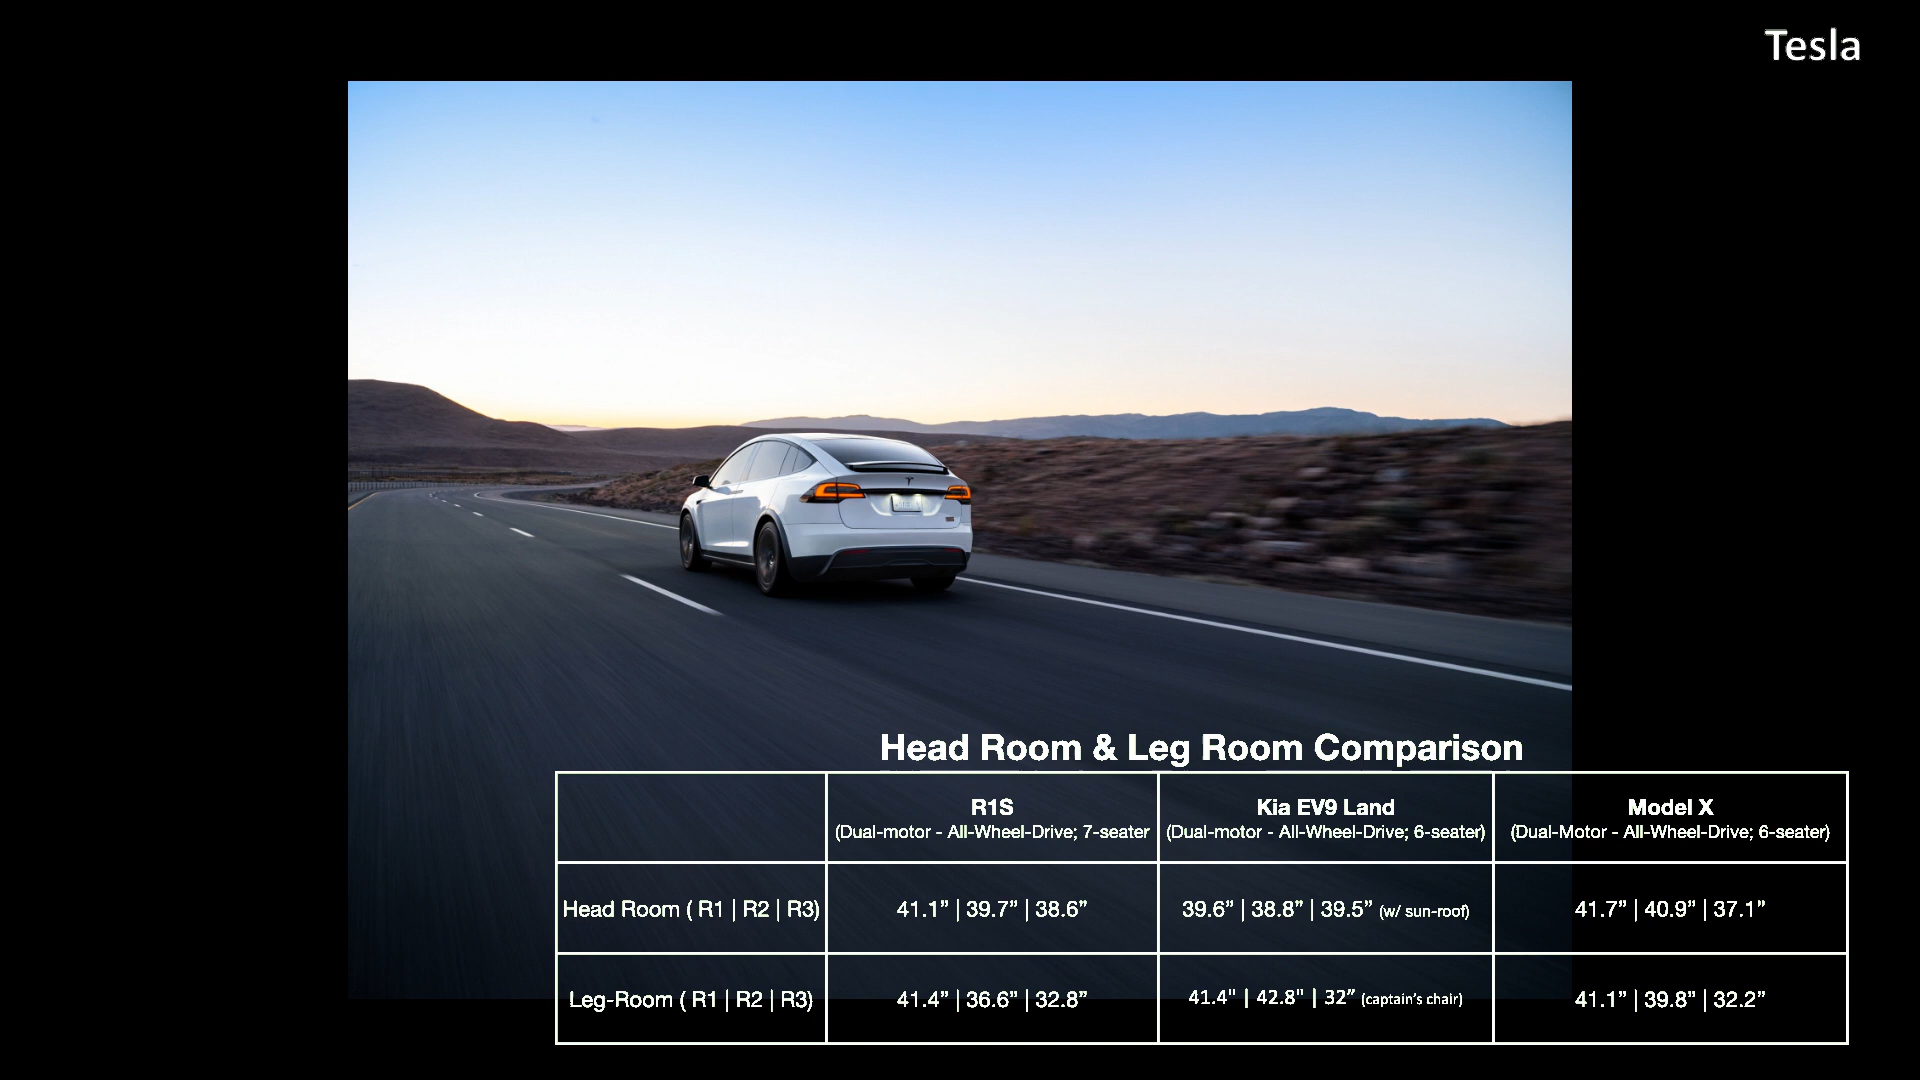 Tesla
Head Room & Leg Room Comparison
R1S
(Dual-motor - All-Wheel-Drive; 7-seater
Kia EV9 Land
(Dual-motor - All-Wheel-Drive; 6-seater)
Model X
(Dual-Motor - All-Wheel-Drive; 6-seater)
Head Room ( R1 | R2 | R3)
41.1” | 39.7” | 38.6”
39.6” | 38.8” | 39.5” (w/ sun-roof)
41.7” | 40.9” | 37.1”
Leg-Room ( R1 | R2 | R3)
41.4” | 36.6” | 32.8”
41.4" | 42.8" | 32” (captain’s chair)
41.1” | 39.8” | 32.2”